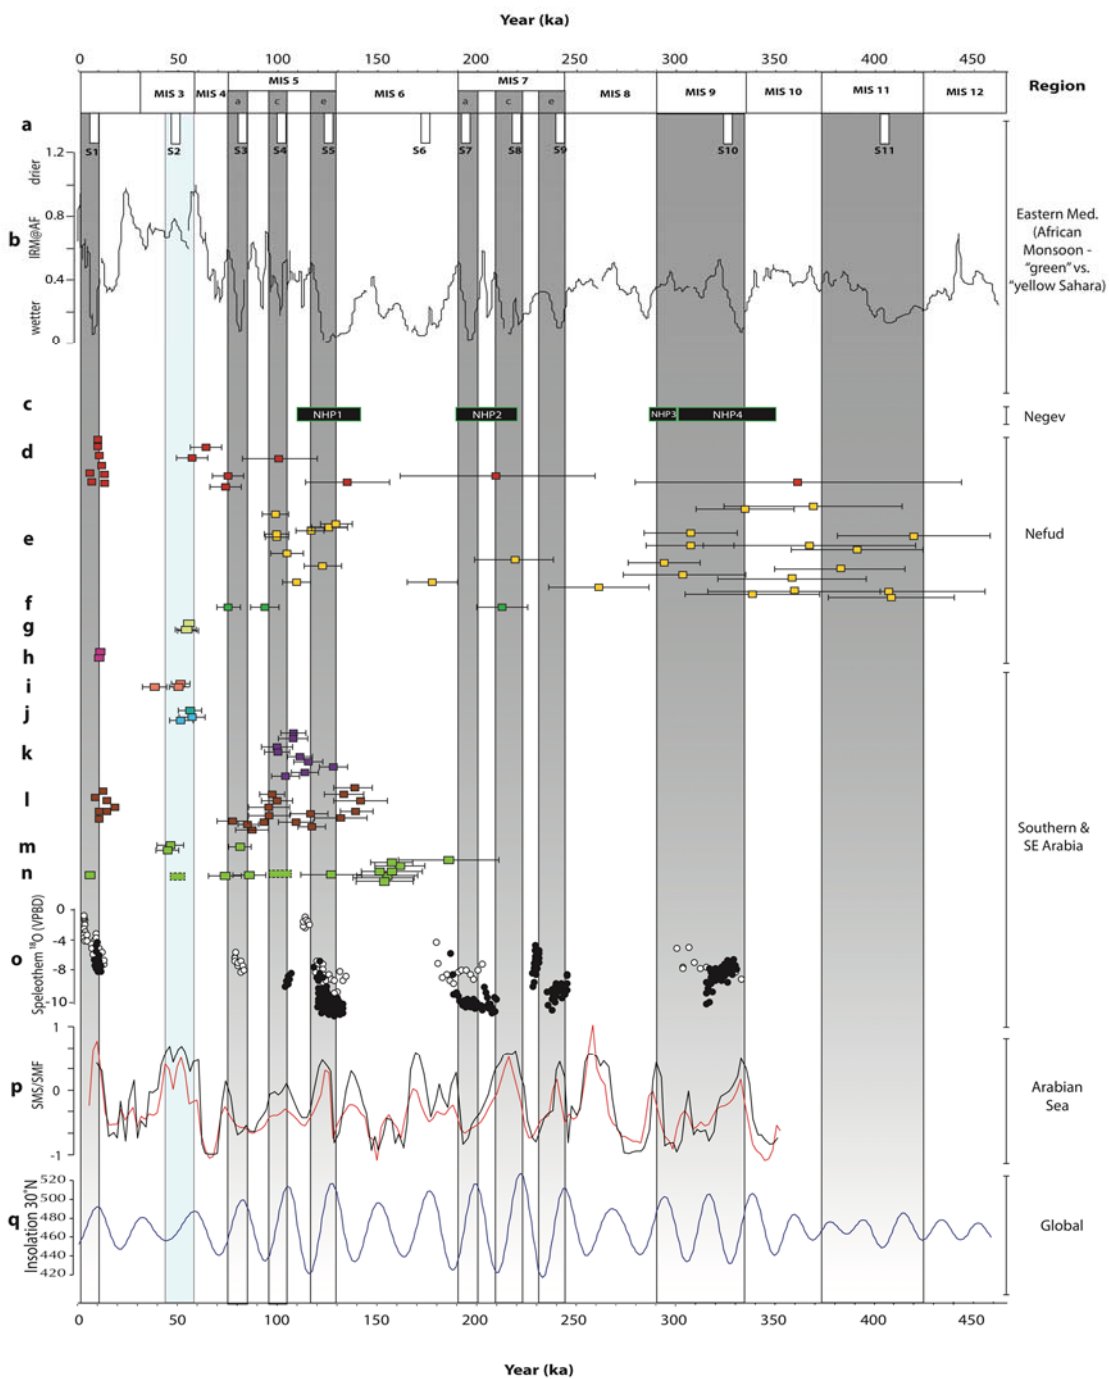 Year (ka)
0 50 100 150 200 250 300 350 400 450
MIS 3 MIS 4 MIS 5 MIS 6 MIS 7 MIS 8 MIS 9 MIS 10 MIS 11 MIS 12 Region
a c e a c e
a
S1 S2 S3 S4 S5 S6 S7 S8 S9 S10 S11
b
1.2
0.8
0.4
0
drier
IRM@AF
wetter
Eastern Med.
(African
Monsoon -
"green" vs.
"yellow Sahara)
c
NHP1 NHP2 NHP3 NHP4
Negev
d
e
Nefud
f
g
h
i
j
k
l
m
n
Southern &
SE Arabia
o
Speleothem ¹⁸O (VPBD)
0
-4
-8
-10
p
SMS/SMF
1
0
-1
Arabian
Sea
q
Insolation 30°N
520
500
480
460
440
420
Global
0 50 100 150 200 250 300 350 400 450
Year (ka)